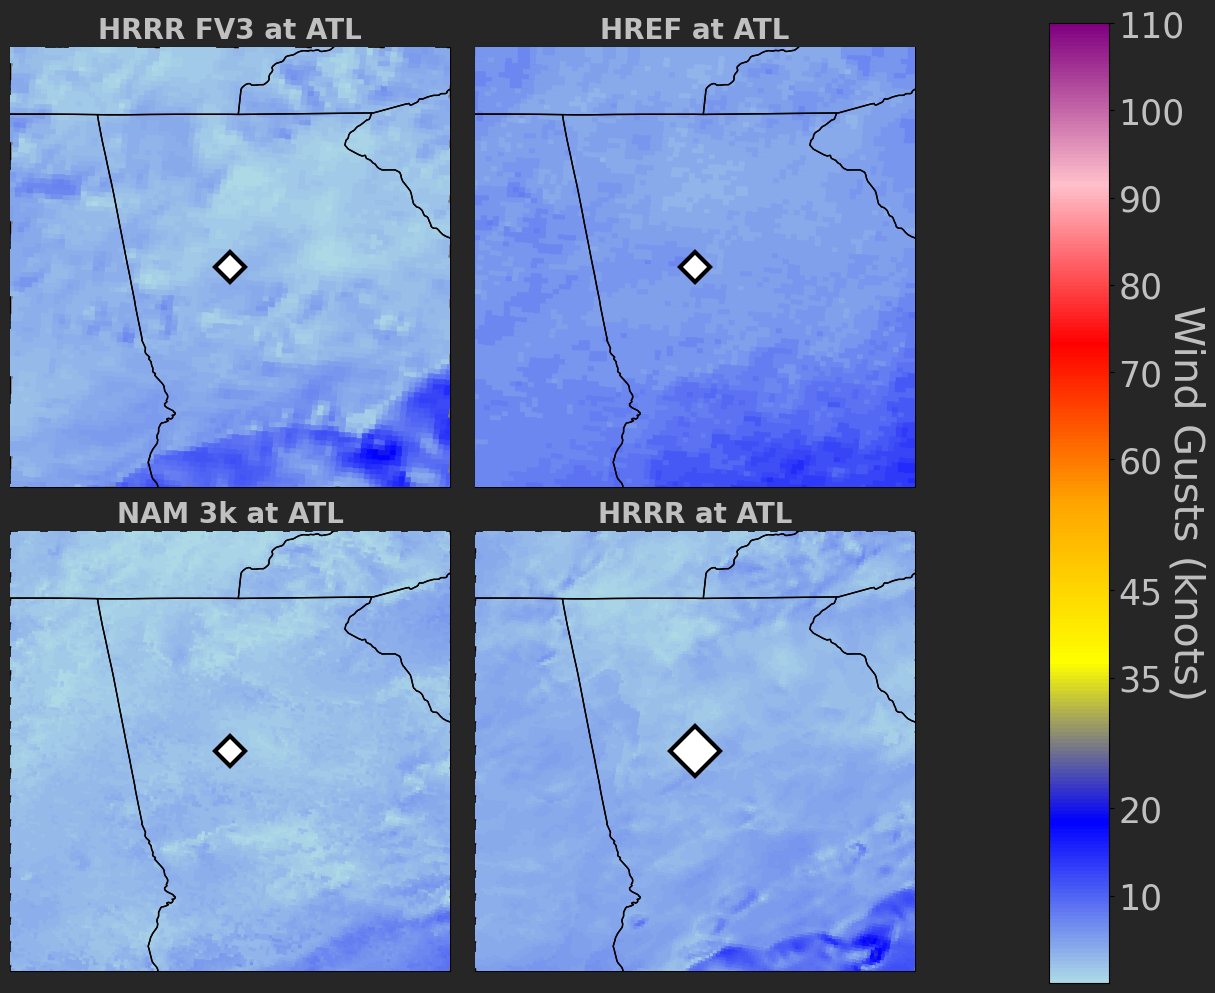 HRRR FV3 at ATL
HREF at ATL
NAM 3k at ATL
HRRR at ATL
110
100
90
80
70
60
45
35
20
10
Wind Gusts (knots)